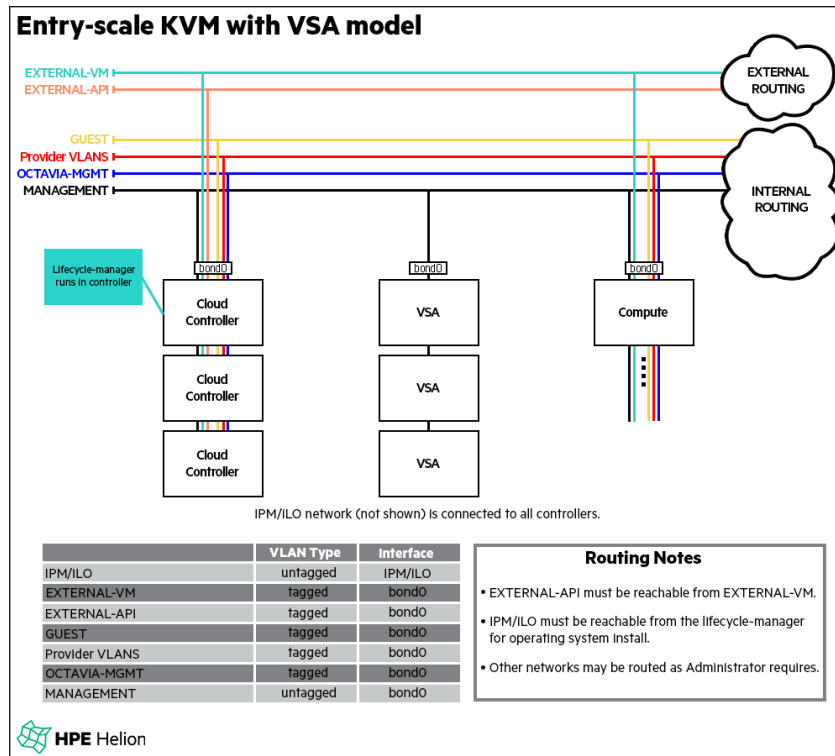 Entry-scale KVM with VSA model
EXTERNAL-VM
EXTERNAL-API
EXTERNAL
ROUTING
GUEST
Provider VLANS
OCTAVIA-MGMT
MANAGEMENT
INTERNAL
ROUTING
Lifecycle-manager
runs in controller
bond0
bond0
bond0
Cloud
Controller
VSA
Compute
Cloud
Controller
VSA
Cloud
Controller
VSA
IPM/ILO network (not shown) is connected to all controllers.
VLAN Type Interface
IPM/ILO untagged IPM/ILO
EXTERNAL-VM tagged bond0
EXTERNAL-API tagged bond0
GUEST tagged bond0
Provider VLANS tagged bond0
OCTAVIA-MGMT tagged bond0
MANAGEMENT untagged bond0
Routing Notes
• EXTERNAL-API must be reachable from EXTERNAL-VM.
• IPM/ILO must be reachable from the lifecycle-manager
for operating system install.
• Other networks may be routed as Administrator requires.
HPE Helion